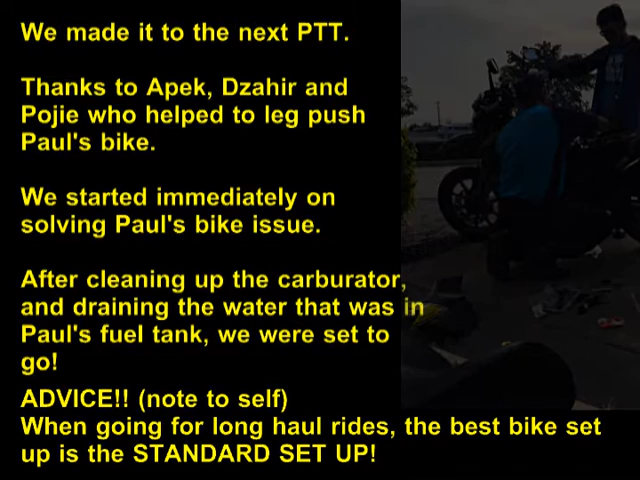 We made it to the next PTT.
Thanks to Apek, Dzahir and
Pojie who helped to leg push
Paul's bike.
We started immediately on
solving Paul's bike issue.
After cleaning up the carburator,
and draining the water that was in
Paul's fuel tank, we were set to
go!
ADVICE!! (note to self)
When going for long haul rides, the best bike set
up is the STANDARD SET UP!